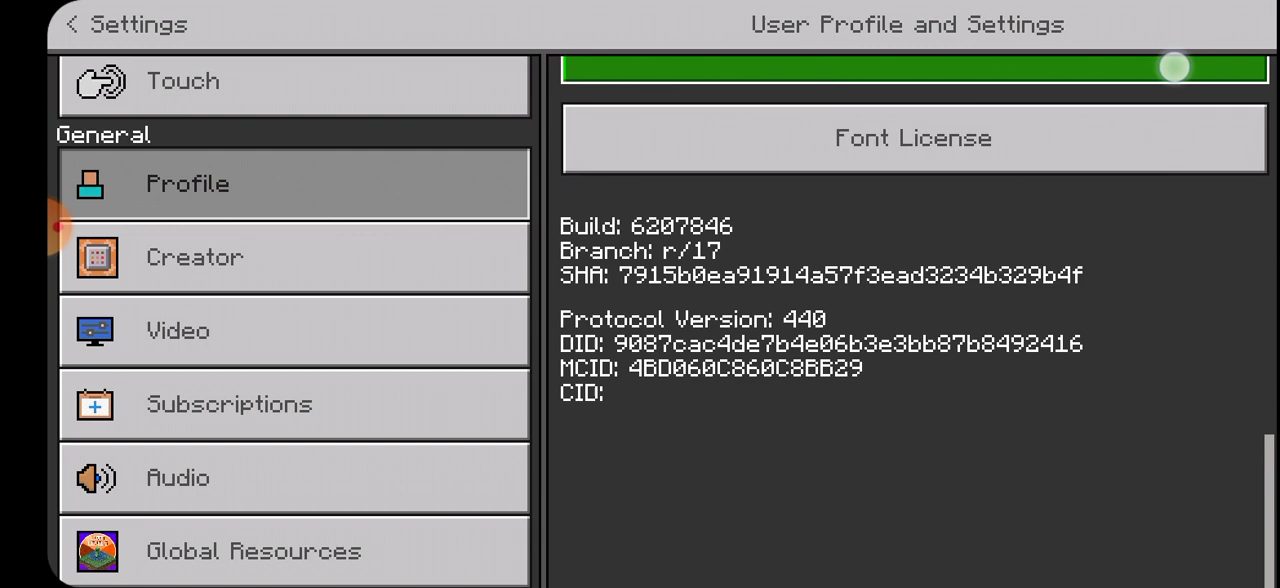 Settings
User Profile and Settings
Touch
General
Profile
Creator
Video
Subscriptions
Audio
Global Resources
Font License
Build: 6207846
Branch: r/17
SHA: 7915b0ea91914a57f3ead3234b329b4f
Protocol Version: 440
DID: 9087cac4de7b4e06b3e3bb87b8492416
MCID: 4BD060C860C8BB29
CID: